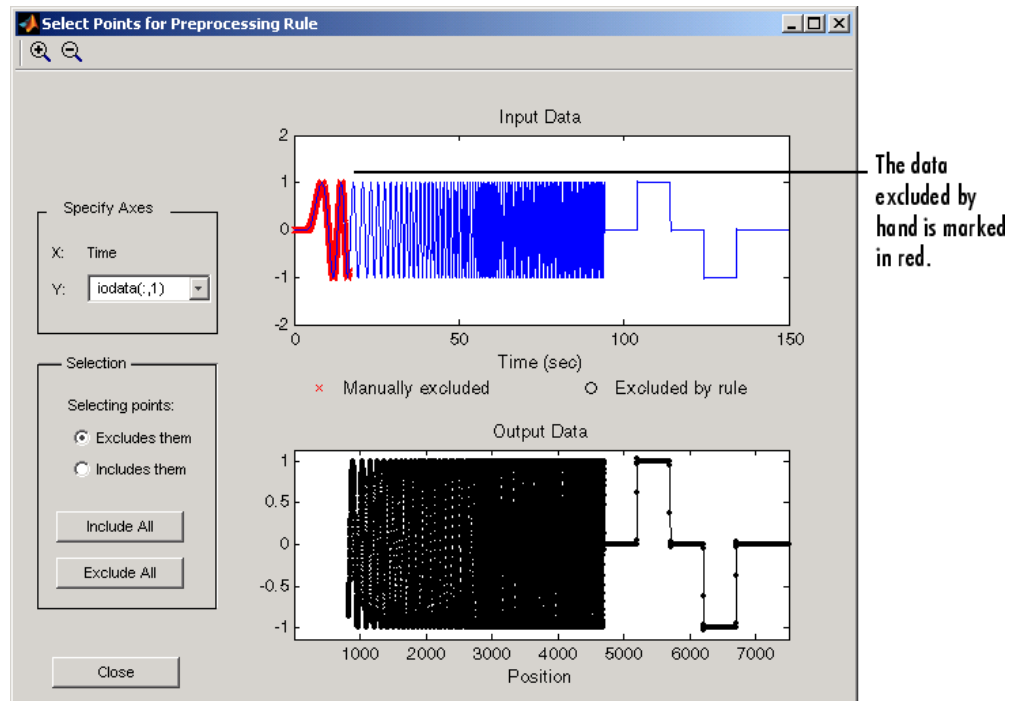 Select Points for Preprocessing Rule
Specify Axes
X: Time
Y: iodata(:,1)
Selection
Selecting points:
Excludes them
Includes them
Include All
Exclude All
Close
Input Data
2
1
0
-1
-2
0 50 100 150
Time (sec)
× Manually excluded
O Excluded by rule
Output Data
1
0.5
0
-0.5
-1
1000 2000 3000 4000 5000 6000 7000
Position
The data
excluded by
hand is marked
in red.